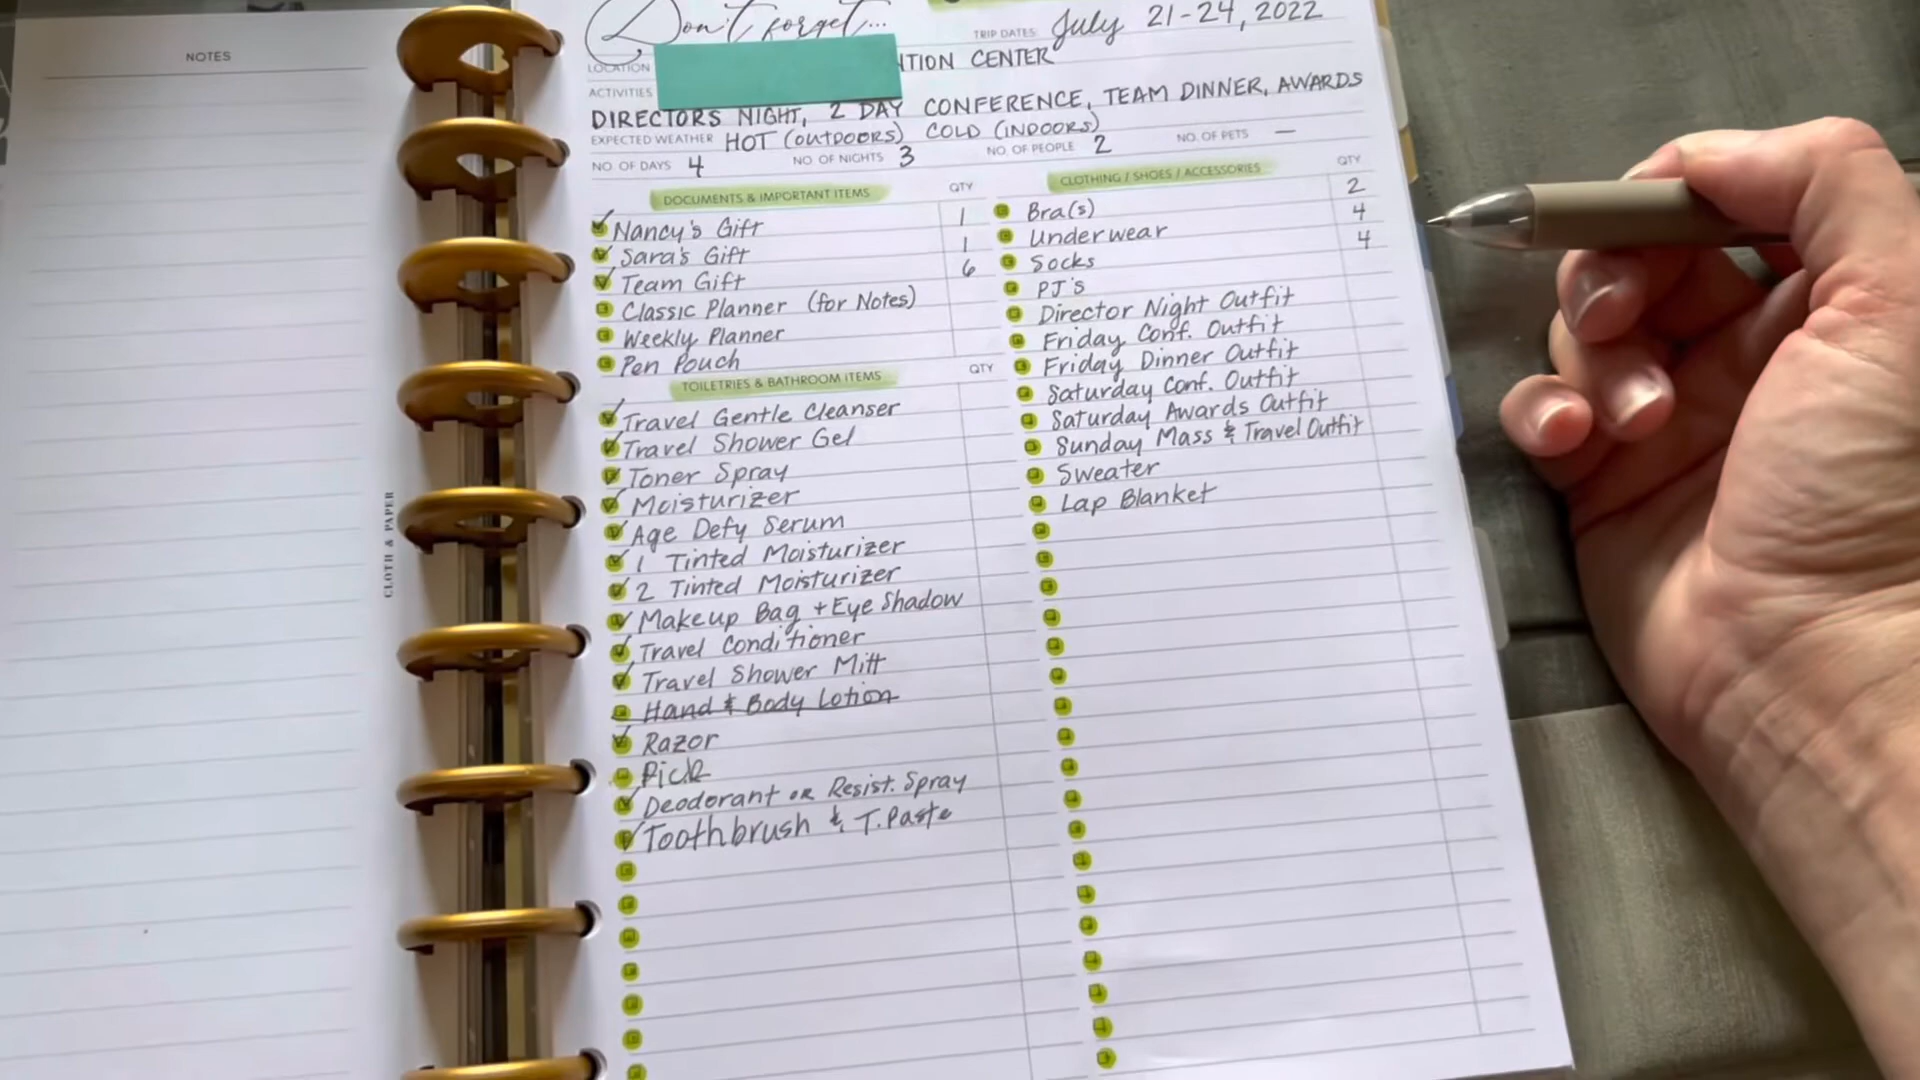 NOTES
CLOTH & PAPER
Don't forget...
TRIP DATES: July 21-24, 2022
LOCATION NTION CENTER
ACTIVITIES
DIRECTORS NIGHT, 2 DAY CONFERENCE, TEAM DINNER, AWARDS
EXPECTED WEATHER HOT (OUTDOORS) COLD (INDOORS)
NO. OF DAYS 4 NO. OF NIGHTS 3 NO. OF PEOPLE 2 NO. OF PETS —
DOCUMENTS & IMPORTANT ITEMS QTY
Nancy's Gift 1
Sara's Gift 1
Team Gift 6
Classic Planner (for Notes)
Weekly Planner
Pen Pouch
TOILETRIES & BATHROOM ITEMS QTY
Travel Gentle Cleanser
Travel Shower Gel
Toner Spray
Moisturizer
Age Defy Serum
1 Tinted Moisturizer
2 Tinted Moisturizer
Makeup Bag + Eye Shadow
Travel Conditioner
Travel Shower Mitt
Hand & Body Lotion
Razor
Pick
Deodorant OR Resist. Spray
Toothbrush & T.Paste
CLOTHING / SHOES / ACCESSORIES QTY
Bra(s) 2
Underwear 4
Socks 4
PJ's
Director Night Outfit
Friday Conf. Outfit
Friday Dinner Outfit
Saturday Conf. Outfit
Saturday Awards Outfit
Sunday Mass & Travel Outfit
Sweater
Lap Blanket